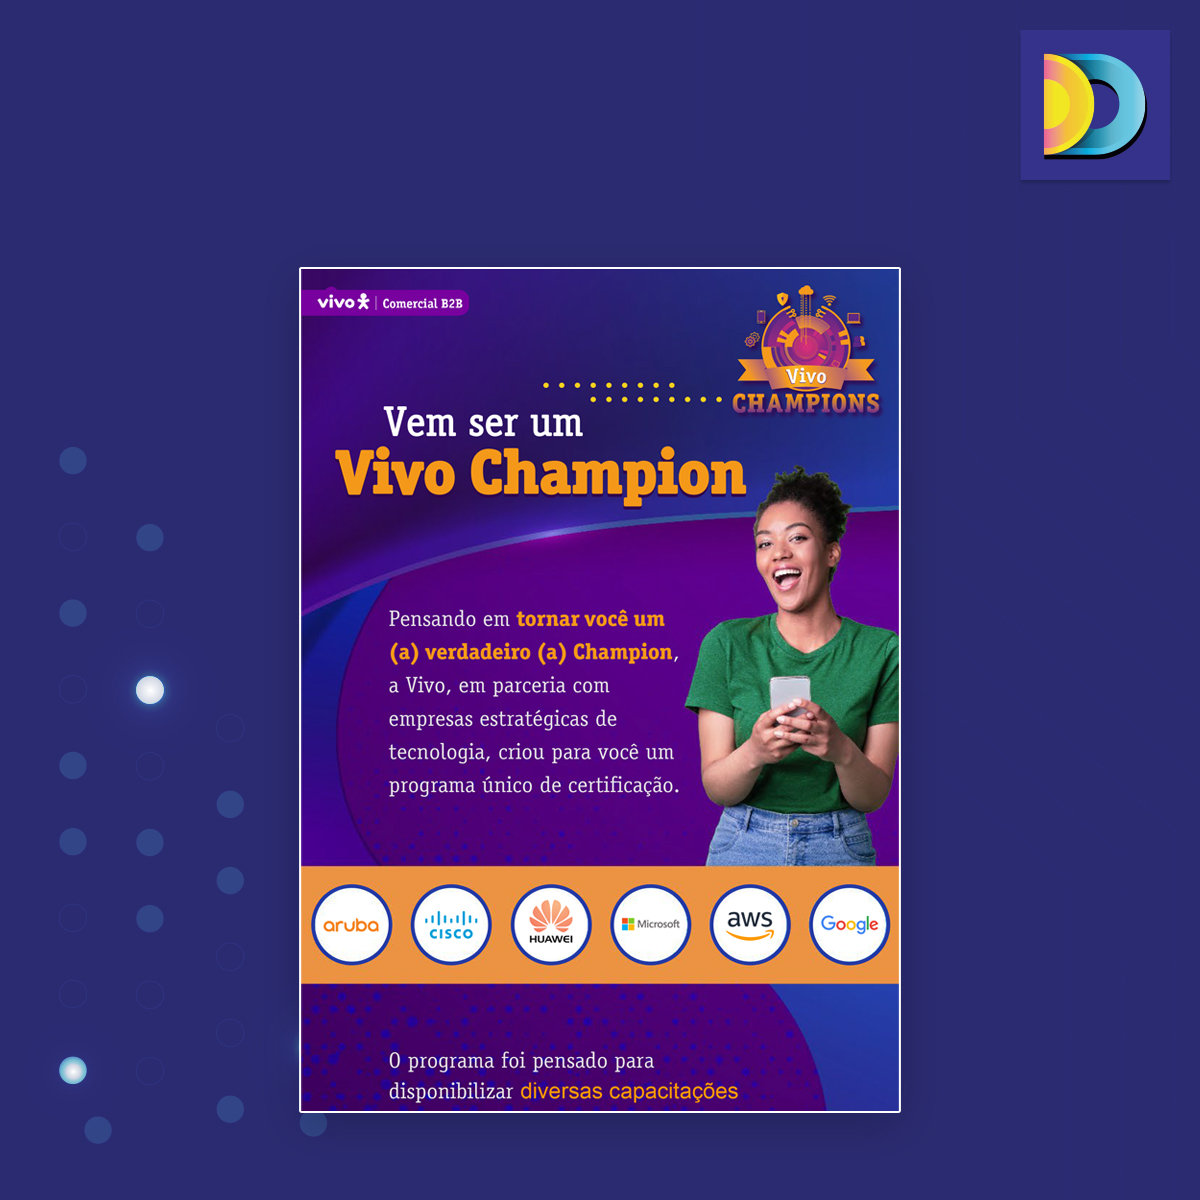 vivo | Comercial B2B
Vivo
CHAMPIONS
Vem ser um
Vivo Champion
Pensando em tornar você um
(a) verdadeiro (a) Champion,
a Vivo, em parceria com
empresas estratégicas de
tecnologia, criou para você um
programa único de certificação.
aruba
CISCO
HUAWEI
Microsoft
aws
Google
O programa foi pensado para
disponibilizar diversas capacitações